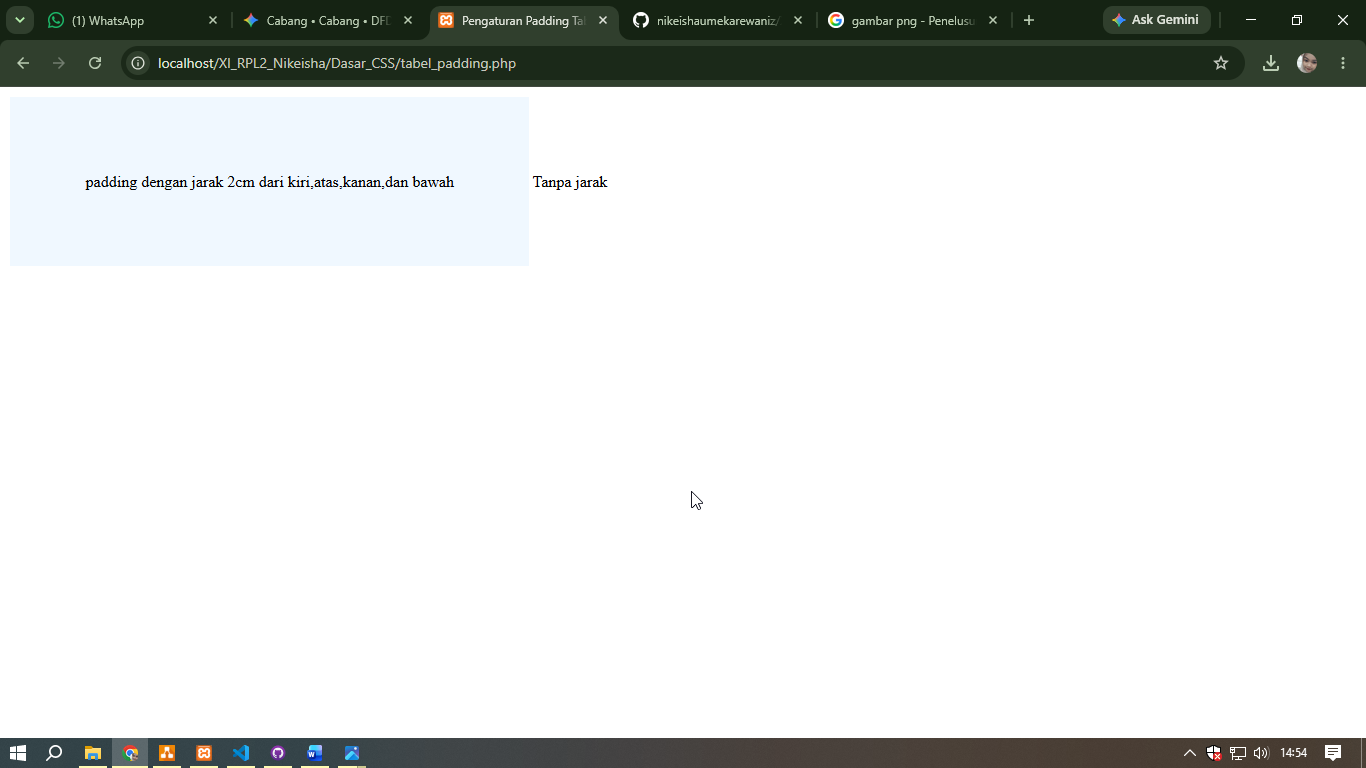 (1) WhatsApp
Cabang • Cabang • DFD
Pengaturan Padding Tab
nikeishaumekarewaniz/
gambar png - Penelusu
Ask Gemini
localhost/XI_RPL2_Nikeisha/Dasar_CSS/tabel_padding.php
padding dengan jarak 2cm dari kiri,atas,kanan,dan bawah Tanpa jarak
14:54